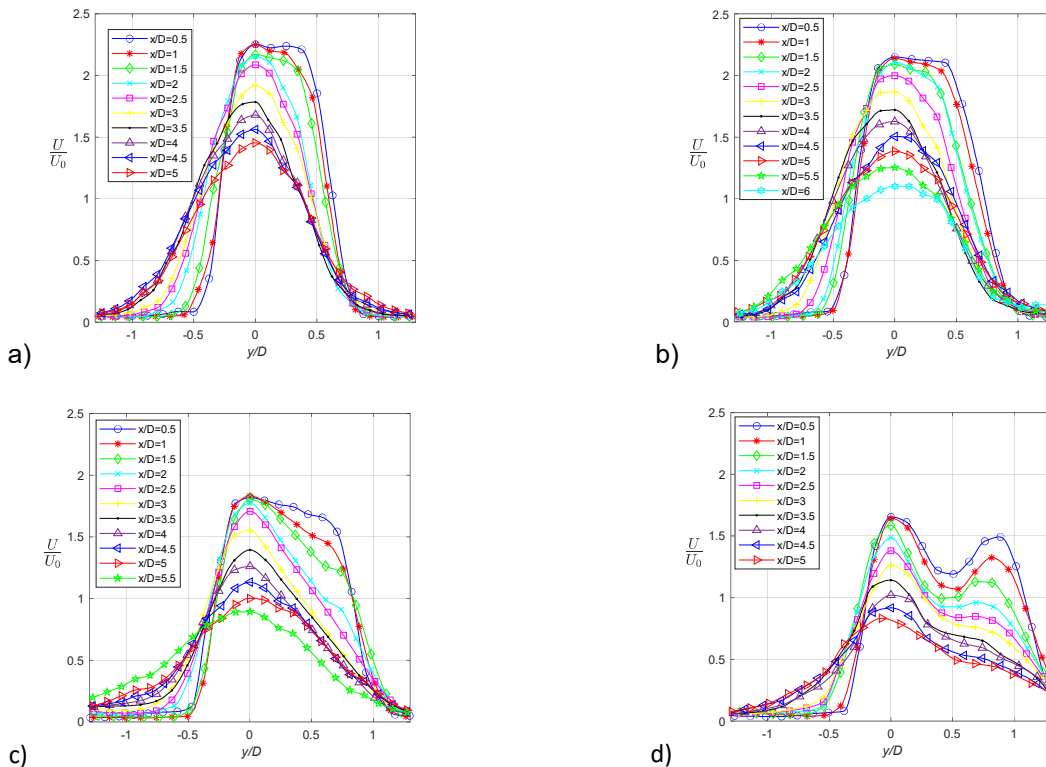 2.5
2
1.5
1
0.5
0
U
U₀
x/D=0.5
x/D=1
x/D=1.5
x/D=2
x/D=2.5
x/D=3
x/D=3.5
x/D=4
x/D=4.5
x/D=5
-1 -0.5 0 0.5 1
y/D
a)
2.5
2
1.5
1
0.5
0
U
U₀
x/D=0.5
x/D=1
x/D=1.5
x/D=2
x/D=2.5
x/D=3
x/D=3.5
x/D=4
x/D=4.5
x/D=5
x/D=5.5
x/D=6
-1 -0.5 0 0.5 1
y/D
b)
2.5
2
1.5
1
0.5
0
U
U₀
x/D=0.5
x/D=1
x/D=1.5
x/D=2
x/D=2.5
x/D=3
x/D=3.5
x/D=4
x/D=4.5
x/D=5
x/D=5.5
-1 -0.5 0 0.5 1
y/D
c)
2.5
2
1.5
1
0.5
0
U
U₀
x/D=0.5
x/D=1
x/D=1.5
x/D=2
x/D=2.5
x/D=3
x/D=3.5
x/D=4
x/D=4.5
x/D=5
-1 -0.5 0 0.5 1
y/D
d)